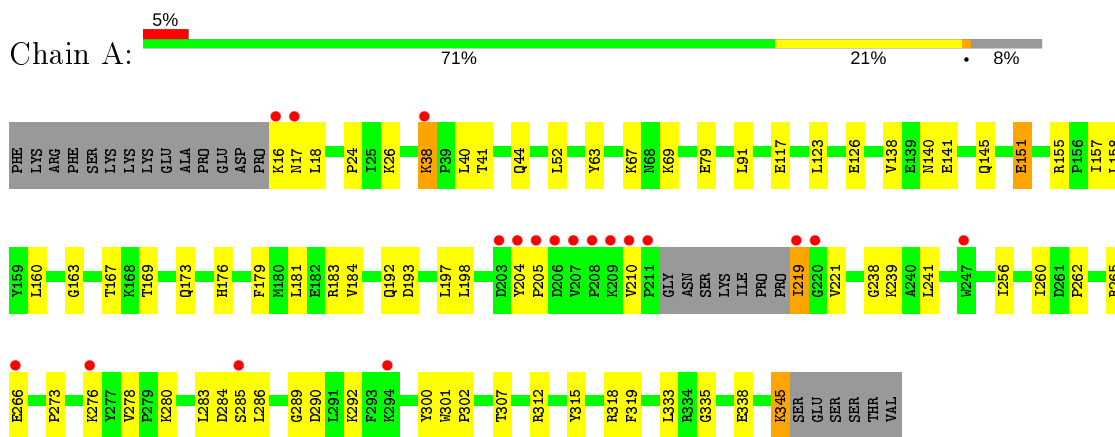 5%
Chain A:
71% 21% • 8%
PHE LYS ARG PHE SER LYS LYS LYS GLU ALA PRO GLU ASP PRO K16 N17 L18 P24 I25 K26 K38 P39 L40 T41 Q44 L52 Y63 K67 N68 K69 E79 L91 E117 L123 E126 V138 E139 N140 E141 Q145 E151 R155 P156 I157 L158
Y159 L160 G163 T167 K168 T169 Q173 H176 F179 M180 L181 E182 R183 V184 Q192 D193 L197 L198 D203 Y204 P205 D206 V207 P208 K209 V210 P211 GLY ASN SER LYS ILE PRO PRO I219 G220 V221 G238 K239 A240 L241 W247 I256 I260 D261 P262 R265
E266 P273 K276 Y277 V278 P279 K280 L283 D284 S285 L286 G289 D290 L291 K292 F293 K294 Y300 W301 P302 T307 R312 Y315 R318 F319 L333 R334 G335 E338 K345 SER GLU SER SER THR VAL